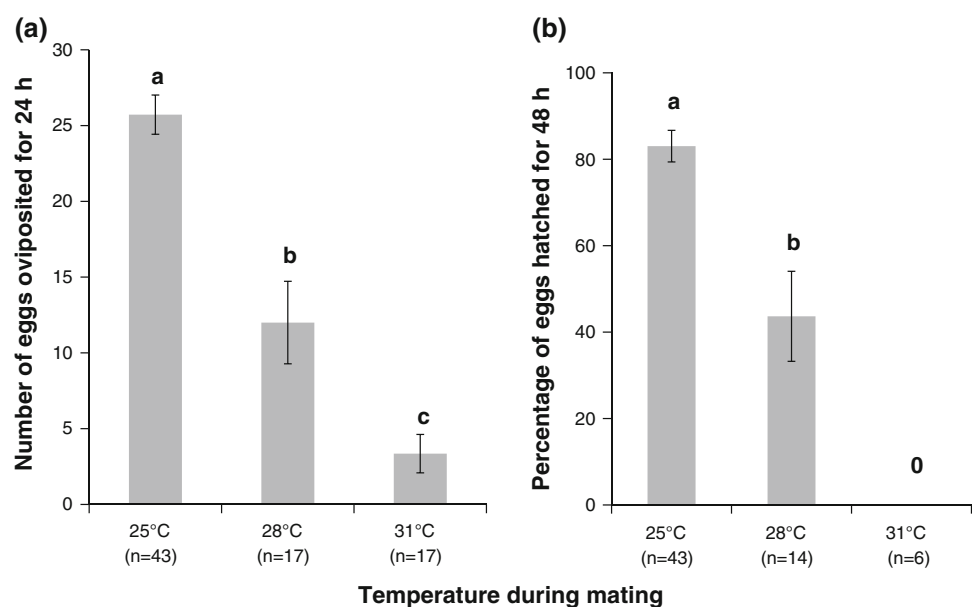 (a)
Number of eggs oviposited for 24 h
30
25
20
15
10
5
0
a
b
c
25°C
(n=43)
28°C
(n=17)
31°C
(n=17)
(b)
Percentage of eggs hatched for 48 h
100
80
60
40
20
0
a
b
0
25°C
(n=43)
28°C
(n=14)
31°C
(n=6)
Temperature during mating